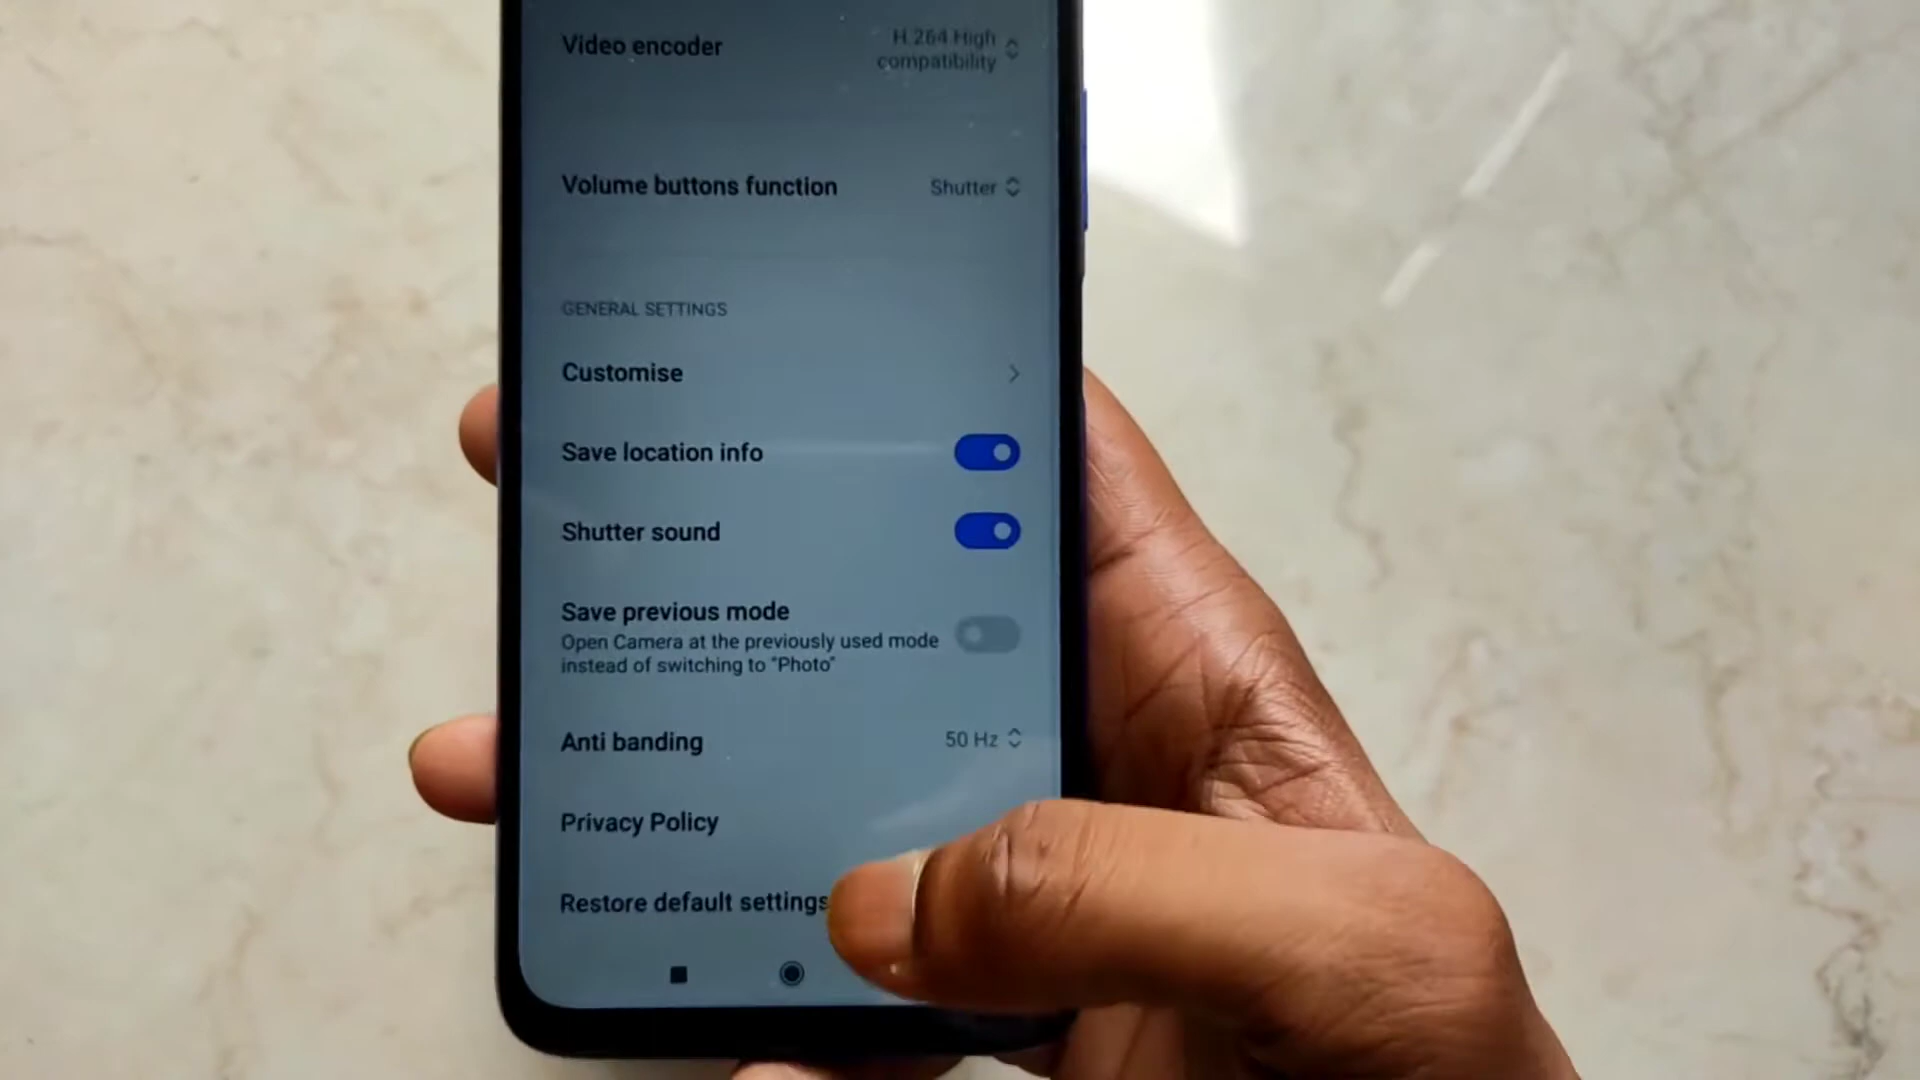 Video encoder
H.264 High
compatibility
Volume buttons function
Shutter
GENERAL SETTINGS
Customise
Save location info
Shutter sound
Save previous mode
Open Camera at the previously used mode
instead of switching to "Photo"
Anti banding
50 Hz
Privacy Policy
Restore default settings